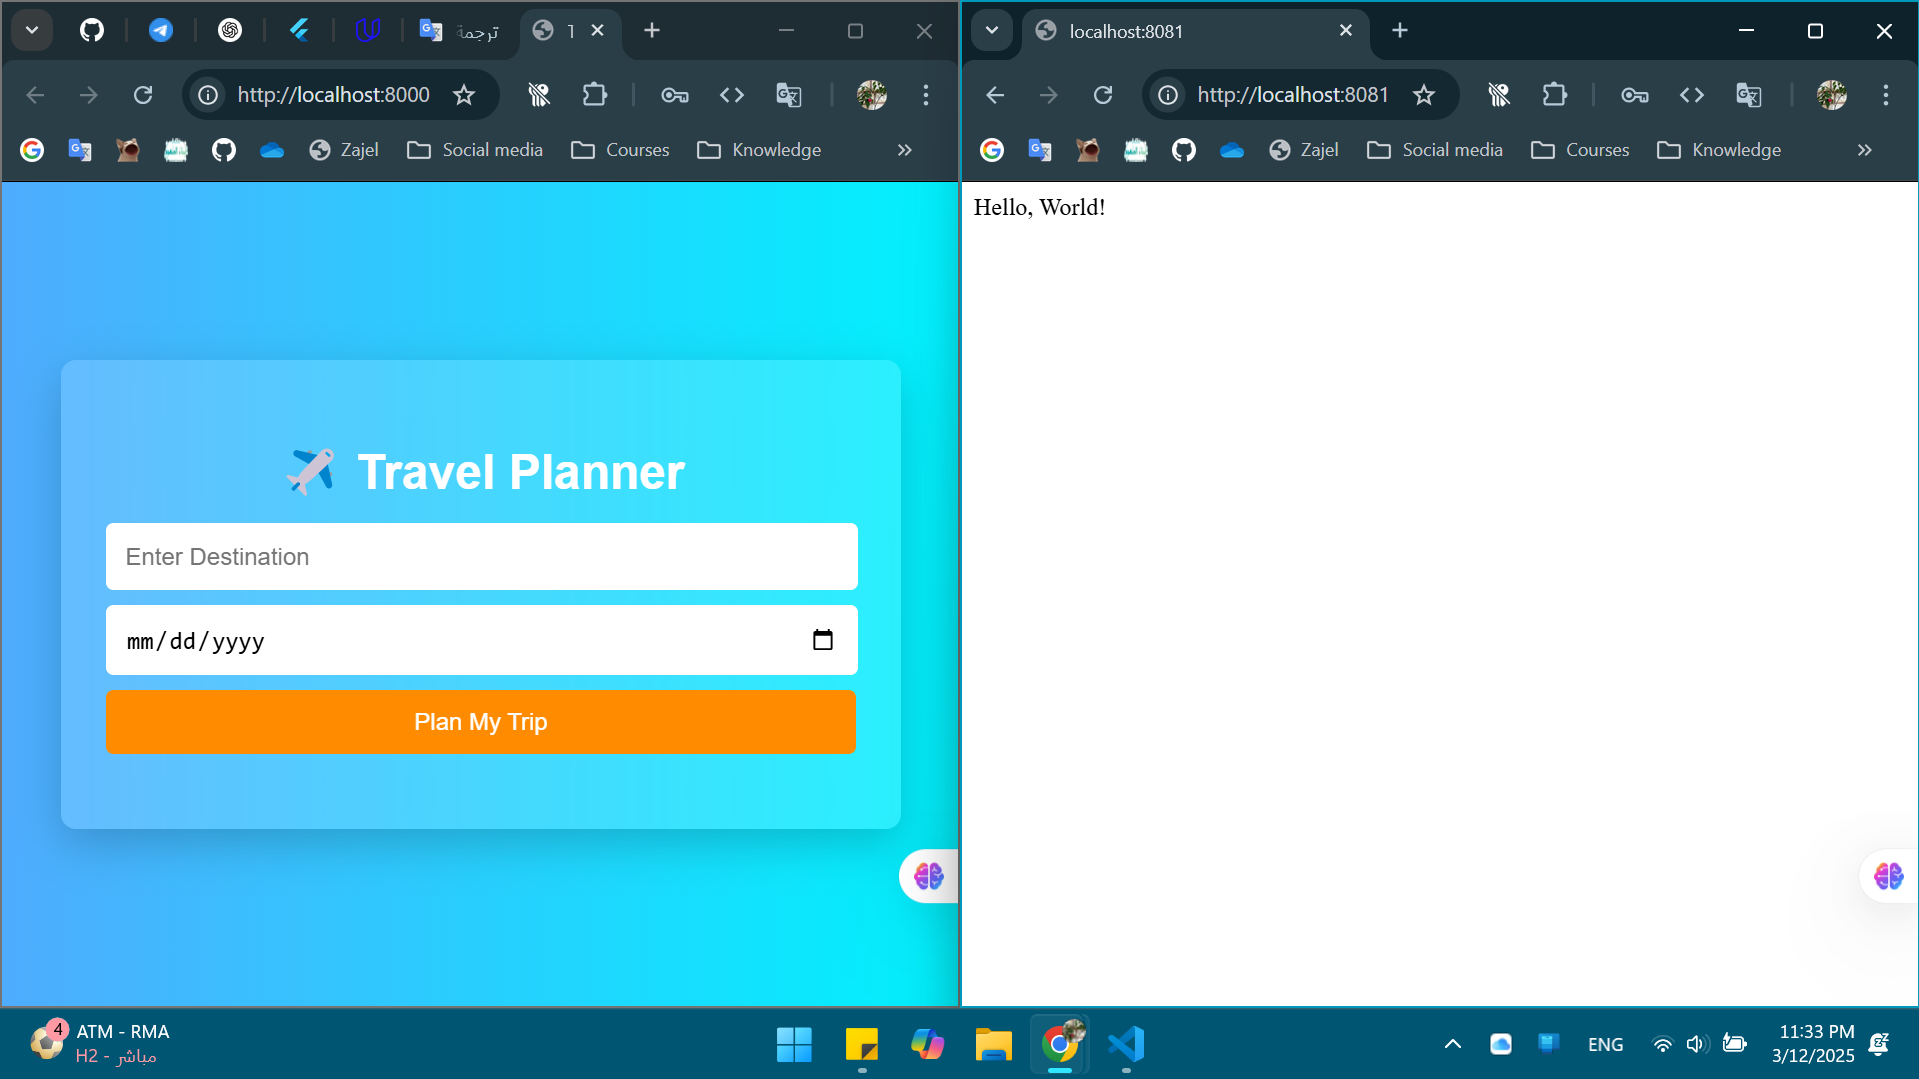 ترجمة
1
http://localhost:8000
Zajel
Social media
Courses
Knowledge
Travel Planner
Enter Destination
mm/dd/yyyy
Plan My Trip
localhost:8081
http://localhost:8081
Zajel
Social media
Courses
Knowledge
Hello, World!
4
ATM - RMA
H2 - مباشر
ENG
11:33 PM
3/12/2025